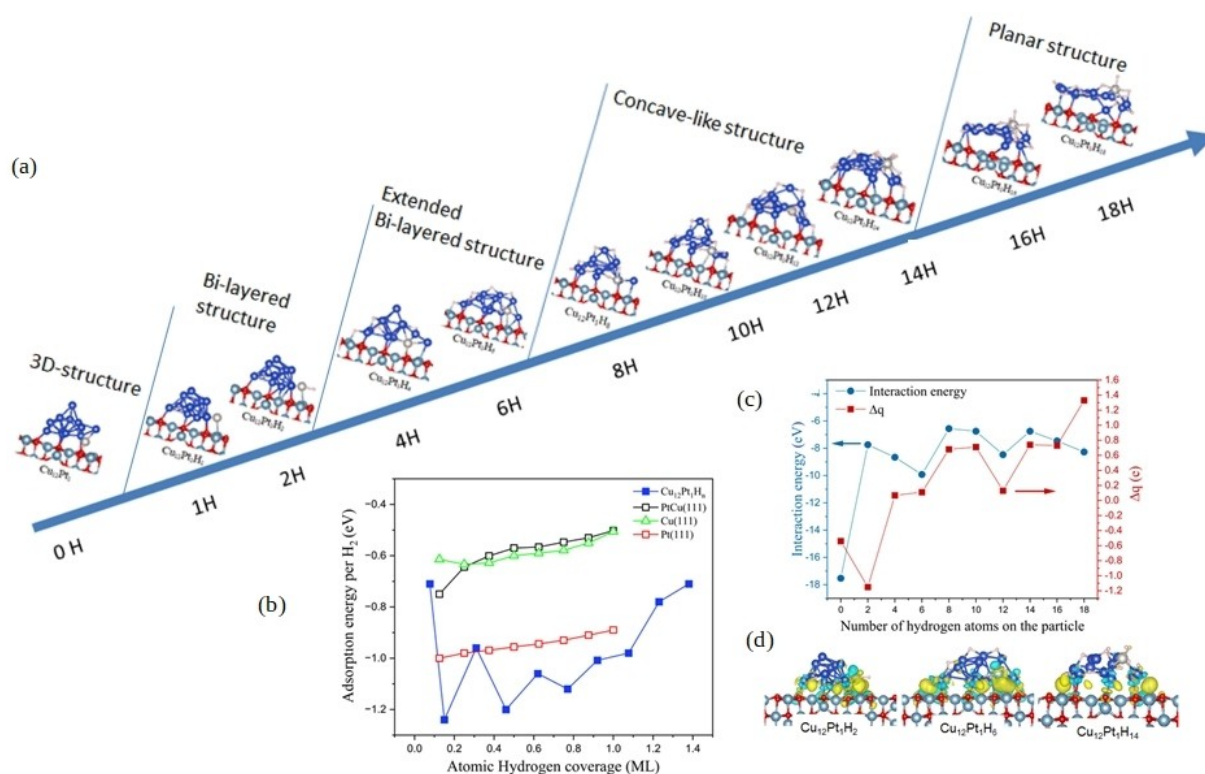 (a)
3D-structure
Bi-layered
structure
Extended
Bi-layered structure
Concave-like structure
Planar structure
Cu₁₂Pt₁
Cu₁₂Pt₁H₂
Cu₁₂Pt₁H₈
Cu₁₂Pt₁H₁₄
0 H
1H
2H
4H
6H
8H
10H
12H
14H
16H
18H
(b)
Adsorption energy per H₂ (eV)
-0.4
-0.6
-0.8
-1.0
-1.2
Cu₁₂Pt₁Hₙ
PtCu(111)
Cu(111)
Pt(111)
0.2 0.4 0.6 0.8 1.0 1.2 1.4
Atomic Hydrogen coverage (ML)
(c)
Interaction energy (eV)
-4
-6
-8
-10
-12
-14
-16
-18
Interaction energy
Δq
1.6
1.4
1.2
1.0
0.8
0.6
0.4
0.2
0.0
-0.2
-0.4
-0.6
-0.8
-1.0
-1.2
Δq (e)
0 2 4 6 8 10 12 14 16 18
Number of hydrogen atoms on the particle
(d)
Cu₁₂Pt₁H₂
Cu₁₂Pt₁H₆
Cu₁₂Pt₁H₁₄